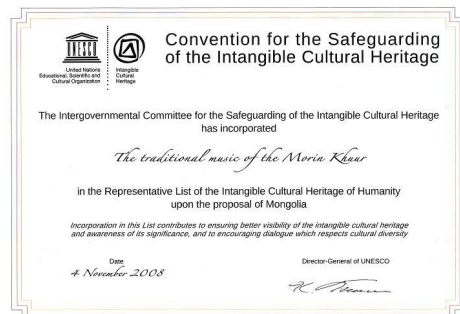 Convention for the Safeguarding
of the Intangible Cultural Heritage
UNESCO
United Nations
Educational, Scientific and
Cultural Organization
Intangible
Cultural
Heritage
The Intergovernmental Committee for the Safeguarding of the Intangible Cultural Heritage
has incorporated
The traditional music of the Morin Khuur
in the Representative List of the Intangible Cultural Heritage of Humanity
upon the proposal of Mongolia
Incorporation in this List contributes to ensuring better visibility of the intangible cultural heritage
and awareness of its significance, and to encouraging dialogue which respects cultural diversity
Date
4 November 2008
Director-General of UNESCO